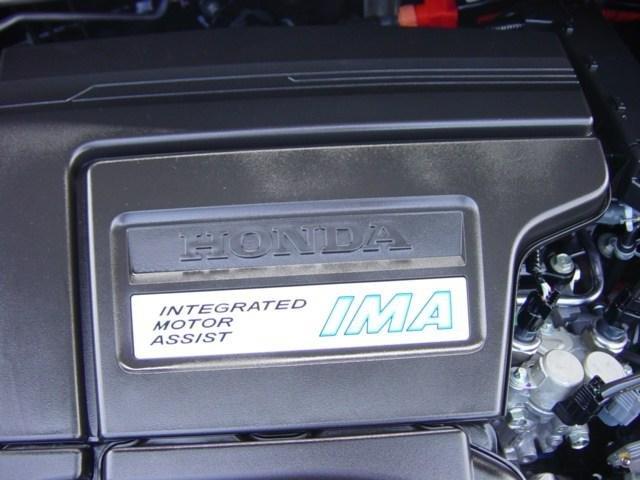 HONDA
INTEGRATED
MOTOR
ASSIST
IMA